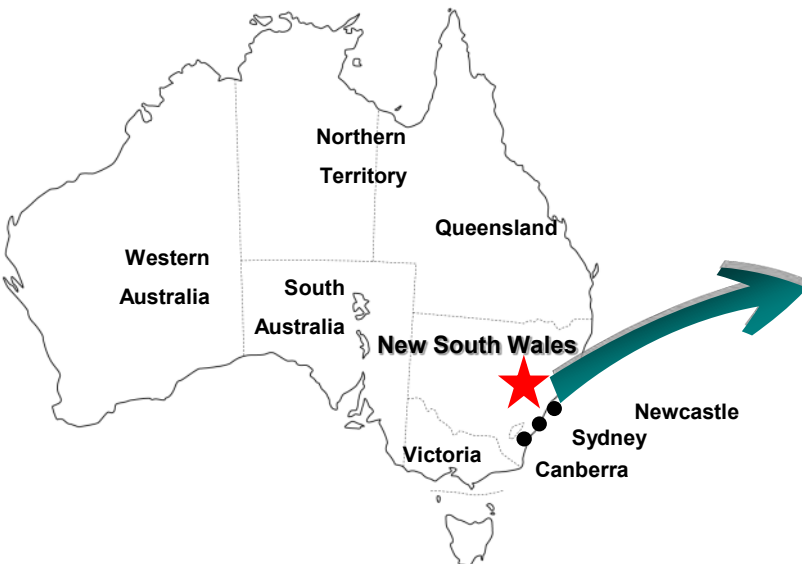 Northern
Territory
Queensland
Western
Australia
South
Australia
New South Wales
Newcastle
Sydney
Victoria
Canberra